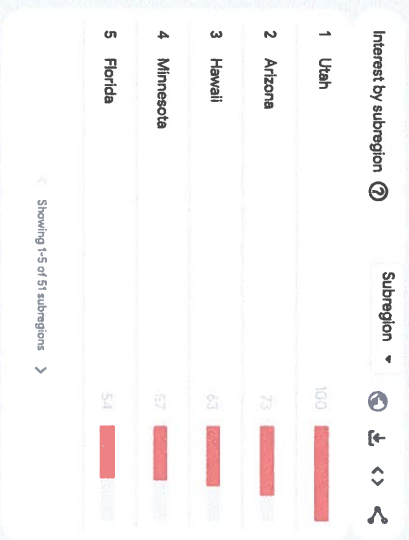 Interest by subregion
Subregion
1 Utah 100
2 Arizona 73
3 Hawaii 63
4 Minnesota 57
5 Florida 54
Showing 1-5 of 51 subregions